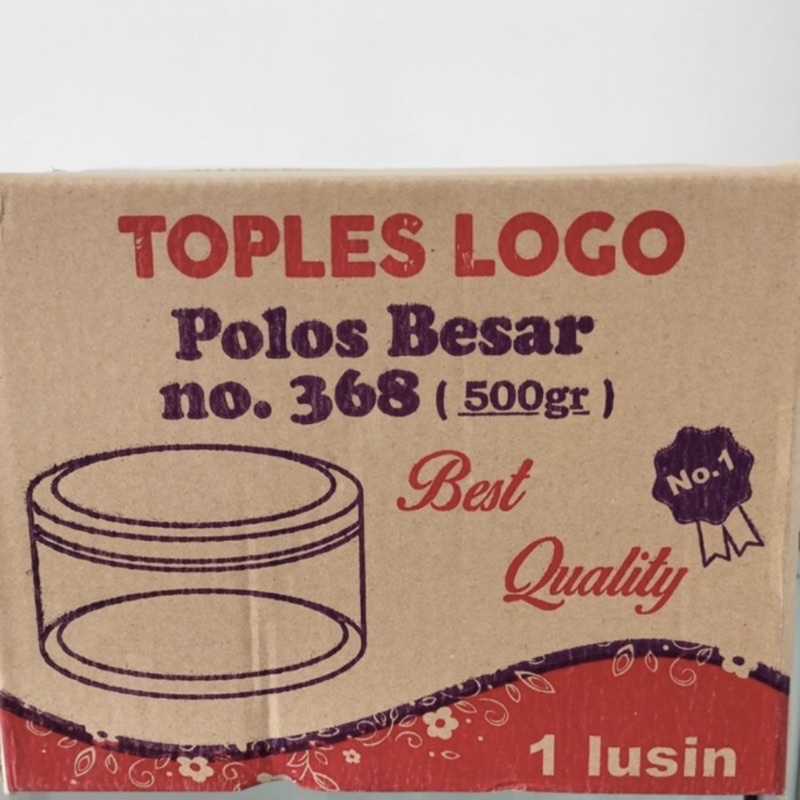 TOPLES LOGO
Polos Besar
no. 368 ( 500gr )
Best
No.1
Quality
1 lusin